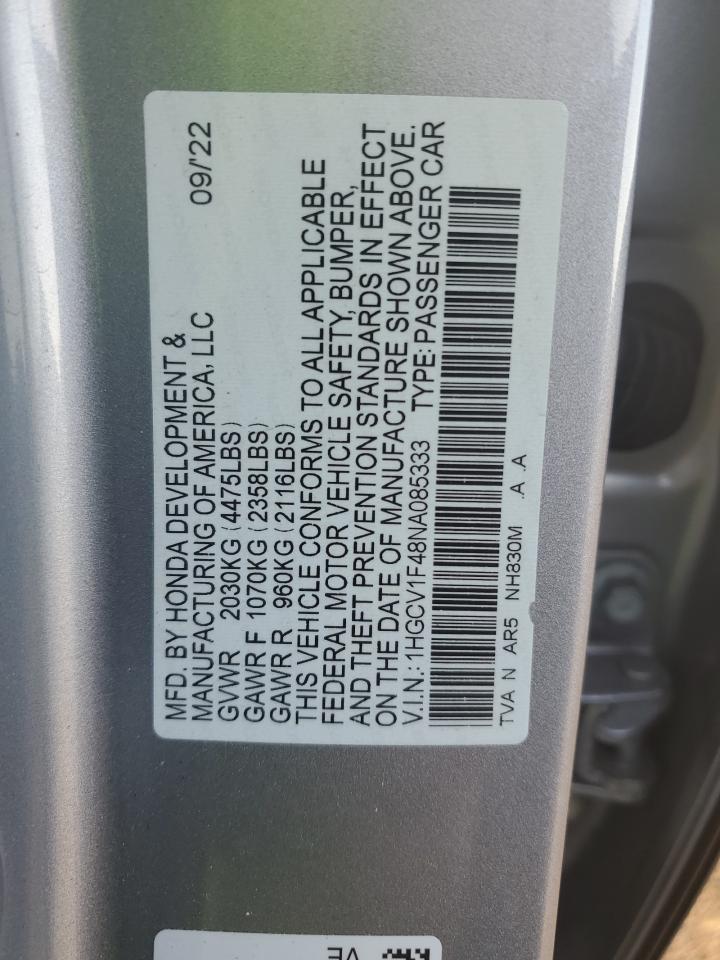 MFD. BY HONDA DEVELOPMENT &
MANUFACTURING OF AMERICA, LLC 09/'22
GVWR 2030KG (4475LBS)
GAWR F 1070KG (2358LBS)
GAWR R 960KG (2116LBS)
THIS VEHICLE CONFORMS TO ALL APPLICABLE
FEDERAL MOTOR VEHICLE SAFETY, BUMPER,
AND THEFT PREVENTION STANDARDS IN EFFECT
ON THE DATE OF MANUFACTURE SHOWN ABOVE.
V.I.N.: 1HGCV1F48NA085333 TYPE: PASSENGER CAR
TVA N AR5 NH830M .A .A
VE